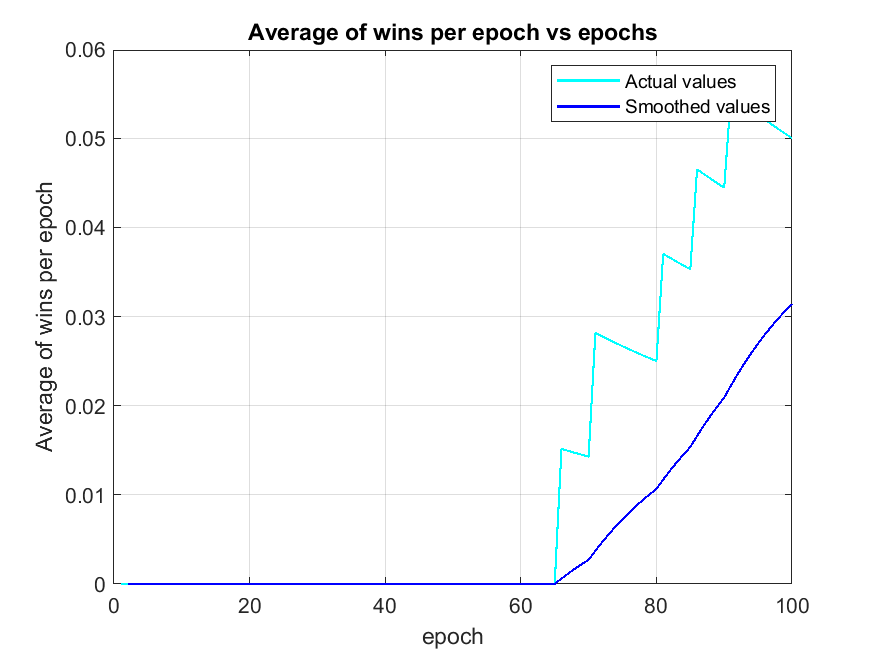 Average of wins per epoch vs epochs
Actual values
Smoothed values
Average of wins per epoch
0.06
0.05
0.04
0.03
0.02
0.01
0
0 20 40 60 80 100
epoch